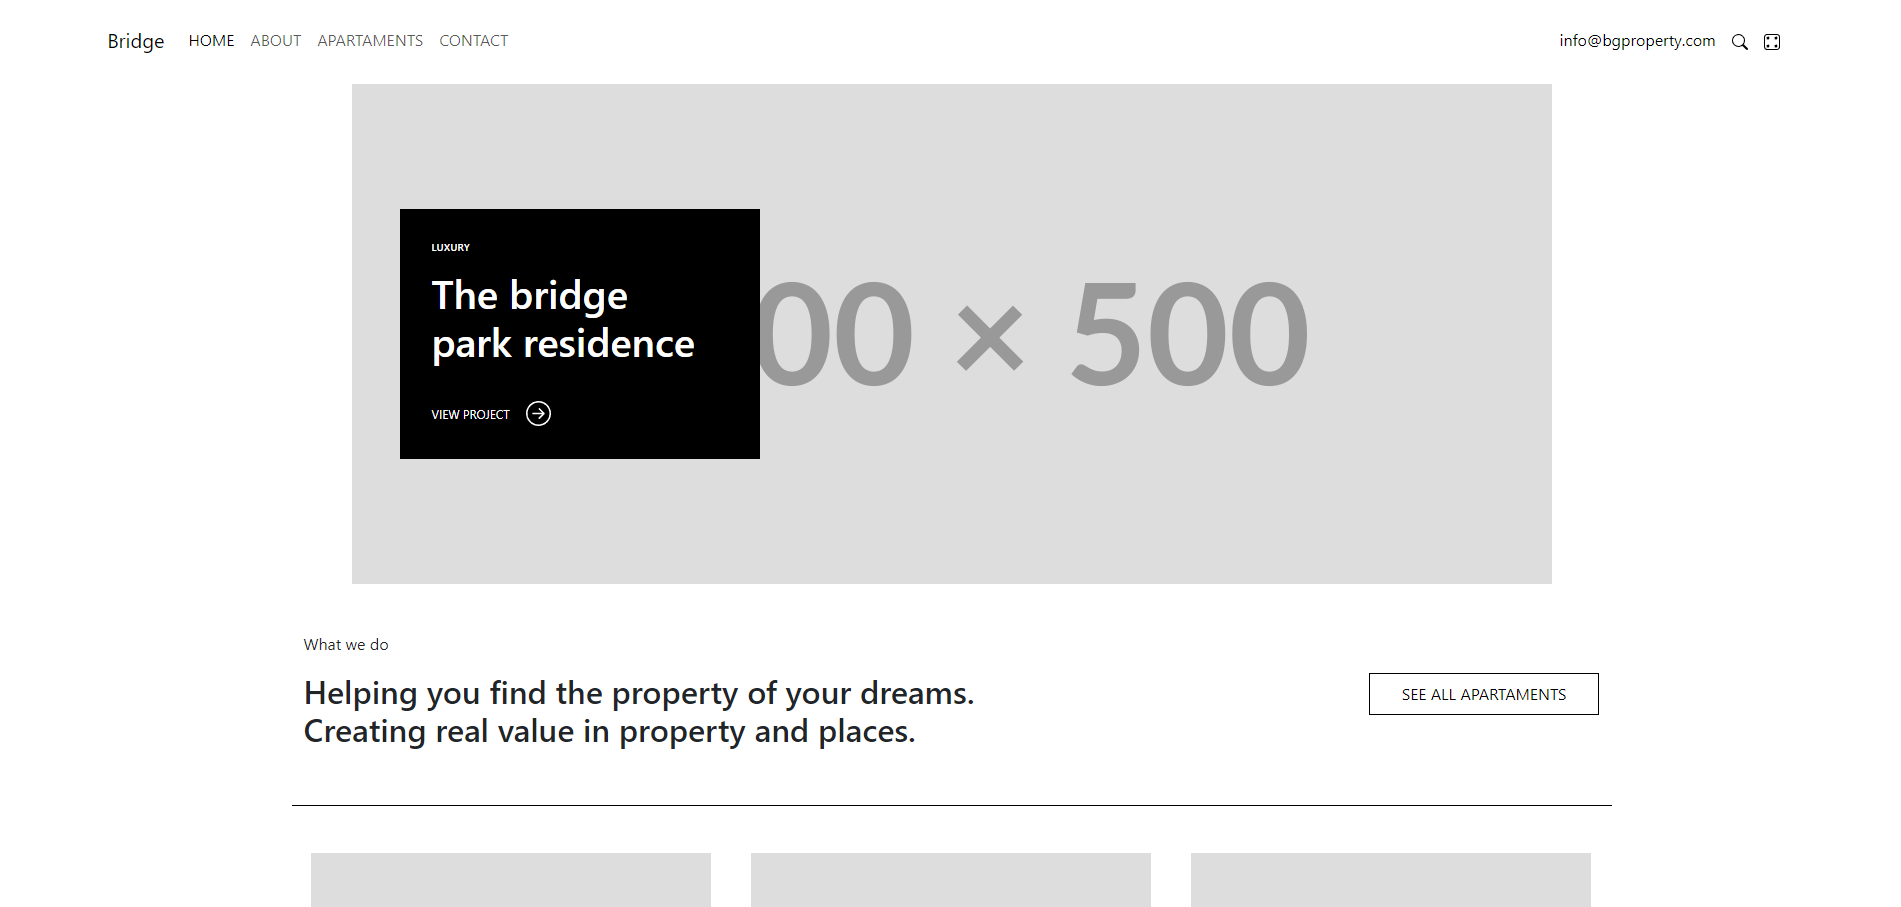 Bridge HOME ABOUT APARTAMENTS CONTACT info@bgproperty.com
LUXURY
The bridge
park residence
VIEW PROJECT
00 × 500
What we do
Helping you find the property of your dreams.
Creating real value in property and places.
SEE ALL APARTAMENTS